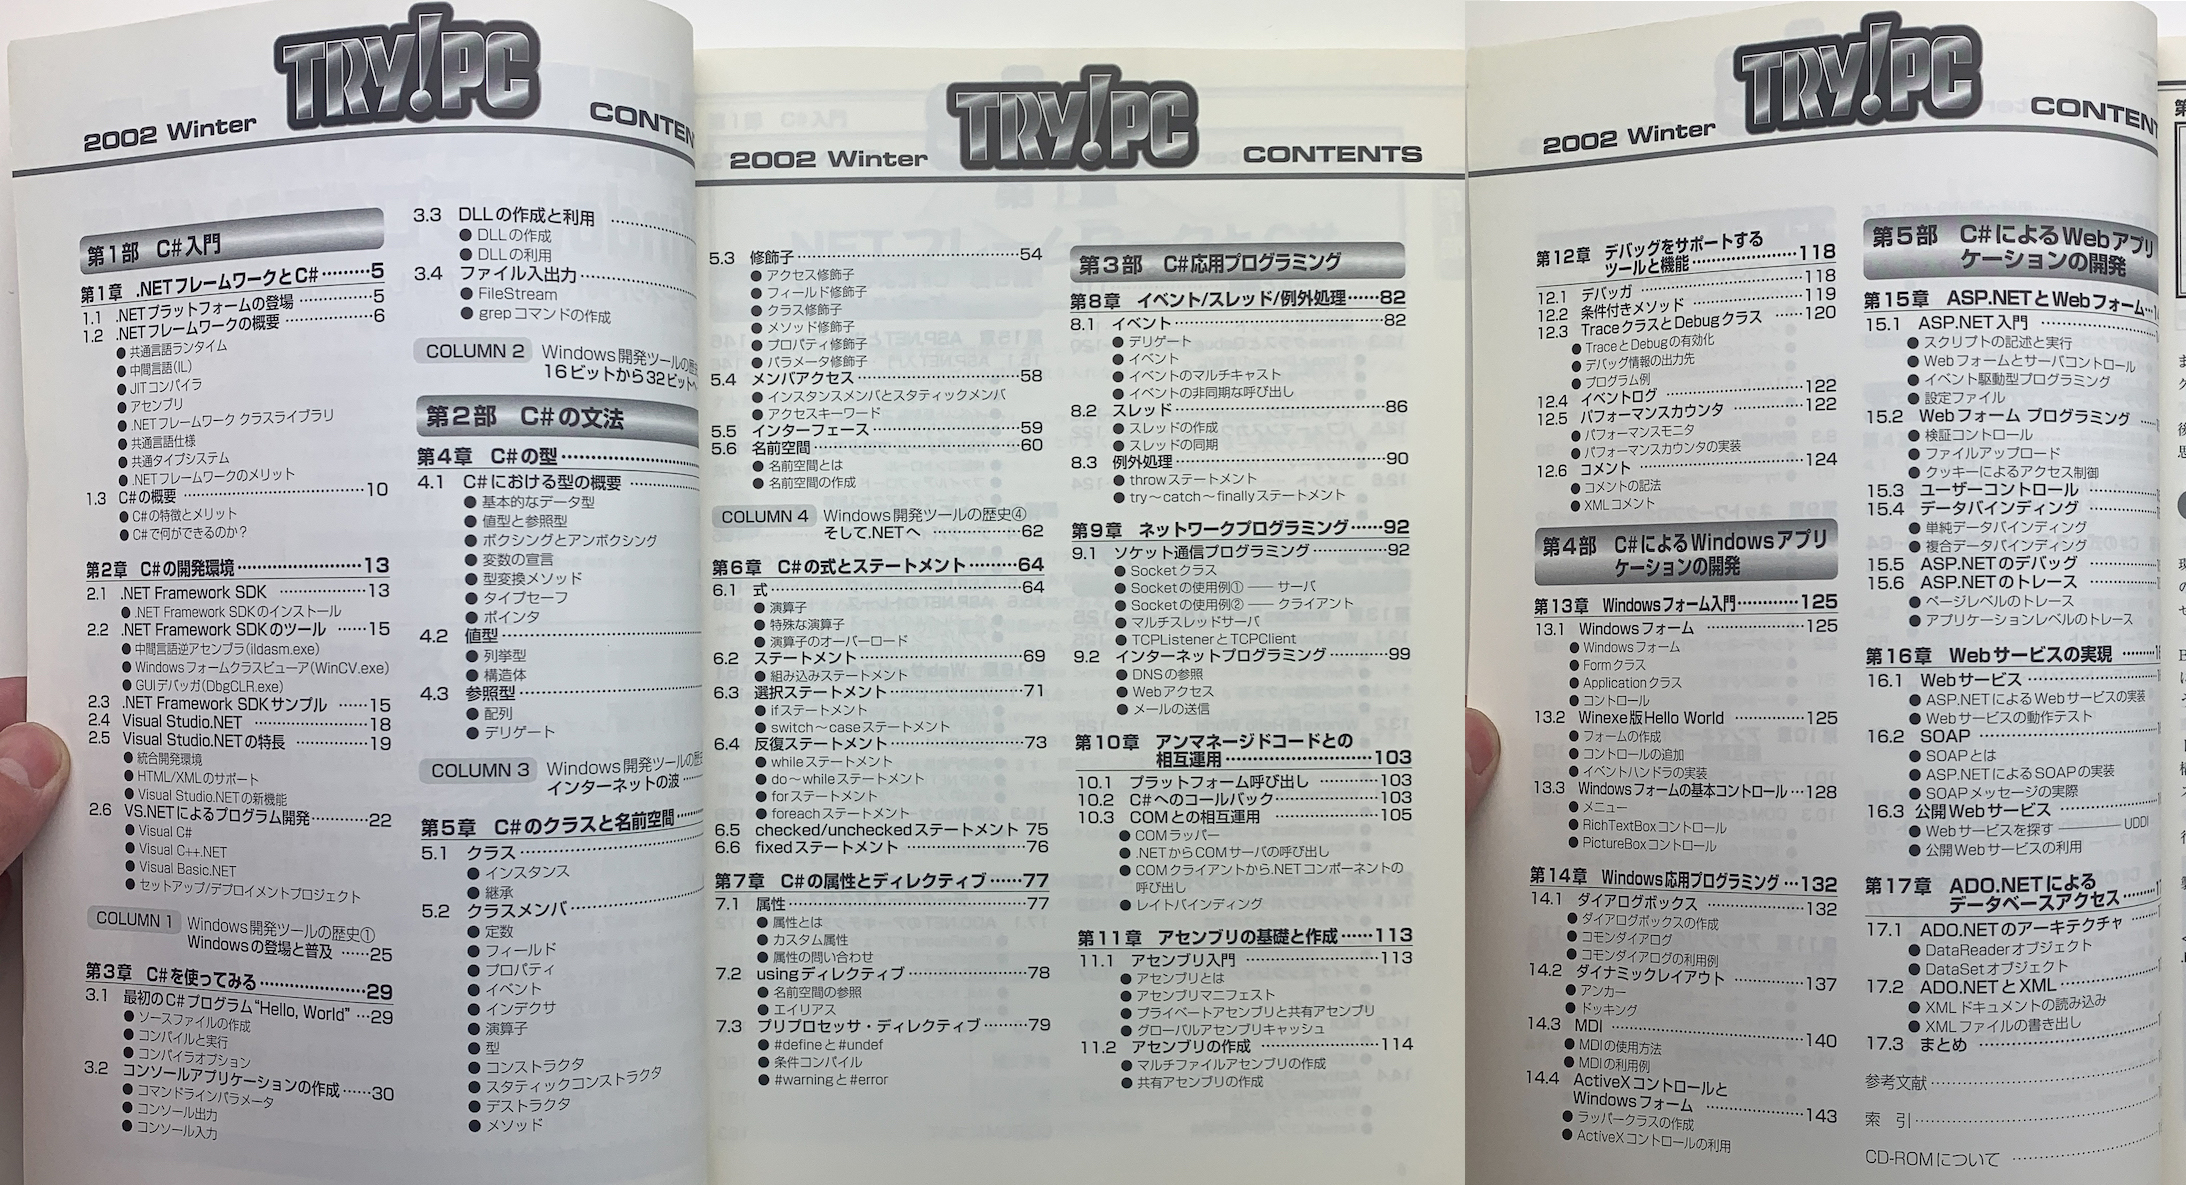 2002 Winter TRY!PC CONTEN
第1部 C#入門
第1章 .NETフレームワークとC#………5
1.1 .NETプラットフォームの登場…………5
1.2 .NETフレームワークの概要……………6
●共通言語ランタイム
●中間言語(IL)
●JITコンパイラ
●アセンブリ
●.NETフレームワーク クラスライブラリ
●共通言語仕様
●共通タイプシステム
●.NETフレームワークのメリット
1.3 C#の概要……………………10
●C#の特徴とメリット
●C#で何ができるのか?
第2章 C#の開発環境………………13
2.1 .NET Framework SDK……………13
●.NET Framework SDKのインストール
2.2 .NET Framework SDKのツール……15
●中間言語逆アセンブラ(ildasm.exe)
●Windowsフォームクラスビューア(WinCV.exe)
●GUIデバッガ(DbgCLR.exe)
2.3 .NET Framework SDKサンプル……15
2.4 Visual Studio.NET………………18
2.5 Visual Studio.NETの特長…………19
●統合開発環境
●HTML/XMLのサポート
●Visual Studio.NETの新機能
2.6 VS.NETによるプログラム開発…………22
●Visual C#
●Visual C++.NET
●Visual Basic.NET
●セットアップ/デプロイメントプロジェクト
COLUMN 1 Windows開発ツールの歴史①
Windowsの登場と普及……25
第3章 C#を使ってみる………………29
3.1 最初のC#プログラム“Hello, World”…29
●ソースファイルの作成
●コンパイルと実行
●コンパイラオプション
3.2 コンソールアプリケーションの作成……30
●コマンドラインパラメータ
●コンソール出力
●コンソール入力
3.3 DLLの作成と利用…………
●DLLの作成
●DLLの利用
3.4 ファイル入出力……………
●FileStream
●grepコマンドの作成
COLUMN 2 Windows開発ツールの歴
16ビットから32ビットへ
第2部 C#の文法
第4章 C#の型………………
4.1 C#における型の概要…………
●基本的なデータ型
●値型と参照型
●ボクシングとアンボクシング
●変数の宣言
●型変換メソッド
●タイプセーフ
●ポインタ
4.2 値型………………………
●列挙型
●構造体
4.3 参照型……………………
●配列
●デリゲート
COLUMN 3 Windows開発ツールの歴
インターネットの波……
第5章 C#のクラスと名前空間……
5.1 クラス……………………
●インスタンス
●継承
5.2 クラスメンバ………………
●定数
●フィールド
●プロパティ
●イベント
●インデクサ
●演算子
●型
●コンストラクタ
●スタティックコンストラクタ
●デストラクタ
●メソッド
2002 Winter TRY!PC CONTENTS
5.3 修飾子………………………54
●アクセス修飾子
●フィールド修飾子
●クラス修飾子
●メソッド修飾子
●プロパティ修飾子
●パラメータ修飾子
5.4 メンバアクセス………………58
●インスタンスメンバとスタティックメンバ
●アクセスキーワード
5.5 インターフェース………………59
5.6 名前空間………………………60
●名前空間とは
●名前空間の作成
COLUMN 4 Windows開発ツールの歴史④
そして.NETへ……………62
第6章 C#の式とステートメント………64
6.1 式……………………………64
●演算子
●特殊な演算子
●演算子のオーバーロード
6.2 ステートメント…………………69
●組み込みステートメント
6.3 選択ステートメント……………71
●ifステートメント
●switch〜caseステートメント
6.4 反復ステートメント……………73
●whileステートメント
●do〜whileステートメント
●forステートメント
●foreachステートメント
6.5 checked/uncheckedステートメント 75
6.6 fixedステートメント……………76
第7章 C#の属性とディレクティブ……77
7.1 属性……………………………77
●属性とは
●カスタム属性
●属性の問い合わせ
7.2 usingディレクティブ……………78
●名前空間の参照
●エイリアス
7.3 プリプロセッサ・ディレクティブ………79
●#defineと#undef
●条件コンパイル
●#warningと#error
第3部 C#応用プログラミング
第8章 イベント/スレッド/例外処理……82
8.1 イベント………………………82
●デリゲート
●イベント
●イベントのマルチキャスト
●イベントの非同期な呼び出し
8.2 スレッド………………………86
●スレッドの作成
●スレッドの同期
8.3 例外処理………………………90
●throwステートメント
●try〜catch〜finallyステートメント
第9章 ネットワークプログラミング……92
9.1 ソケット通信プログラミング…………92
●Socketクラス
●Socketの使用例①――サーバ
●Socketの使用例②――クライアント
●マルチスレッドサーバ
●TCPListenerとTCPClient
9.2 インターネットプログラミング………99
●DNSの参照
●Webアクセス
●メールの送信
第10章 アンマネージドコードとの
相互運用……………………103
10.1 プラットフォーム呼び出し…………103
10.2 C#へのコールバック………………103
10.3 COMとの相互運用………………105
●COMラッパー
●.NETからCOMサーバの呼び出し
●COMクライアントから.NETコンポーネントの
呼び出し
●レイトバインディング
第11章 アセンブリの基礎と作成……113
11.1 アセンブリ入門…………………113
●アセンブリとは
●アセンブリマニフェスト
●プライベートアセンブリと共有アセンブリ
●グローバルアセンブリキャッシュ
11.2 アセンブリの作成………………114
●マルチファイルアセンブリの作成
●共有アセンブリの作成
2002 Winter TRY!PC CONTEN
第12章 デバッグをサポートする
ツールと機能…………………118
12.1 デバッガ………………………118
12.2 条件付きメソッド………………119
12.3 TraceクラスとDebugクラス……120
●TraceとDebugの有効化
●デバッグ情報の出力先
●プログラム例
12.4 イベントログ……………………122
12.5 パフォーマンスカウンタ…………122
●パフォーマンスモニタ
●パフォーマンスカウンタの実装
12.6 コメント………………………124
●コメントの記法
●XMLコメント
第4部 C#によるWindowsアプリ
ケーションの開発
第13章 Windowsフォーム入門…………125
13.1 Windowsフォーム………………125
●Windowsフォーム
●Formクラス
●Applicationクラス
●コントロール
13.2 Winexe版Hello World…………125
●フォームの作成
●コントロールの追加
●イベントハンドラの実装
13.3 Windowsフォームの基本コントロール…128
●メニュー
●RichTextBoxコントロール
●PictureBoxコントロール
第14章 Windows応用プログラミング…132
14.1 ダイアログボックス………………132
●ダイアログボックスの作成
●コモンダイアログ
●コモンダイアログの利用例
14.2 ダイナミックレイアウト……………137
●アンカー
●ドッキング
14.3 MDI……………………………140
●MDIの使用方法
●MDIの利用例
14.4 ActiveXコントロールと
Windowsフォーム………………143
●ラッパークラスの作成
●ActiveXコントロールの利用
第5部 C#によるWebアプリ
ケーションの開発
第15章 ASP.NETとWebフォーム…
15.1 ASP.NET入門……………
●スクリプトの記述と実行
●Webフォームとサーバコントロール
●イベント駆動型プログラミング
●設定ファイル
15.2 Webフォーム プログラミング……
●検証コントロール
●ファイルアップロード
●クッキーによるアクセス制御
15.3 ユーザーコントロール…………
15.4 データバインディング…………
●単純データバインディング
●複合データバインディング
15.5 ASP.NETのデバッグ…………
15.6 ASP.NETのトレース…………
●ページレベルのトレース
●アプリケーションレベルのトレース
第16章 Webサービスの実現……
16.1 Webサービス………………
●ASP.NETによるWebサービスの実装
●Webサービスの動作テスト
16.2 SOAP………………………
●SOAPとは
●ASP.NETによるSOAPの実装
●SOAPメッセージの実際
16.3 公開Webサービス……………
●Webサービスを探す――――UDDI
●公開Webサービスの利用
第17章 ADO.NETによる
データベースアクセス……
17.1 ADO.NETのアーキテクチャ……
●DataReaderオブジェクト
●DataSetオブジェクト
17.2 ADO.NETとXML……………
●XMLドキュメントの読み込み
●XMLファイルの書き出し
17.3 まとめ………………………
参考文献…………………………
索 引……………………………
CD-ROMについて………………